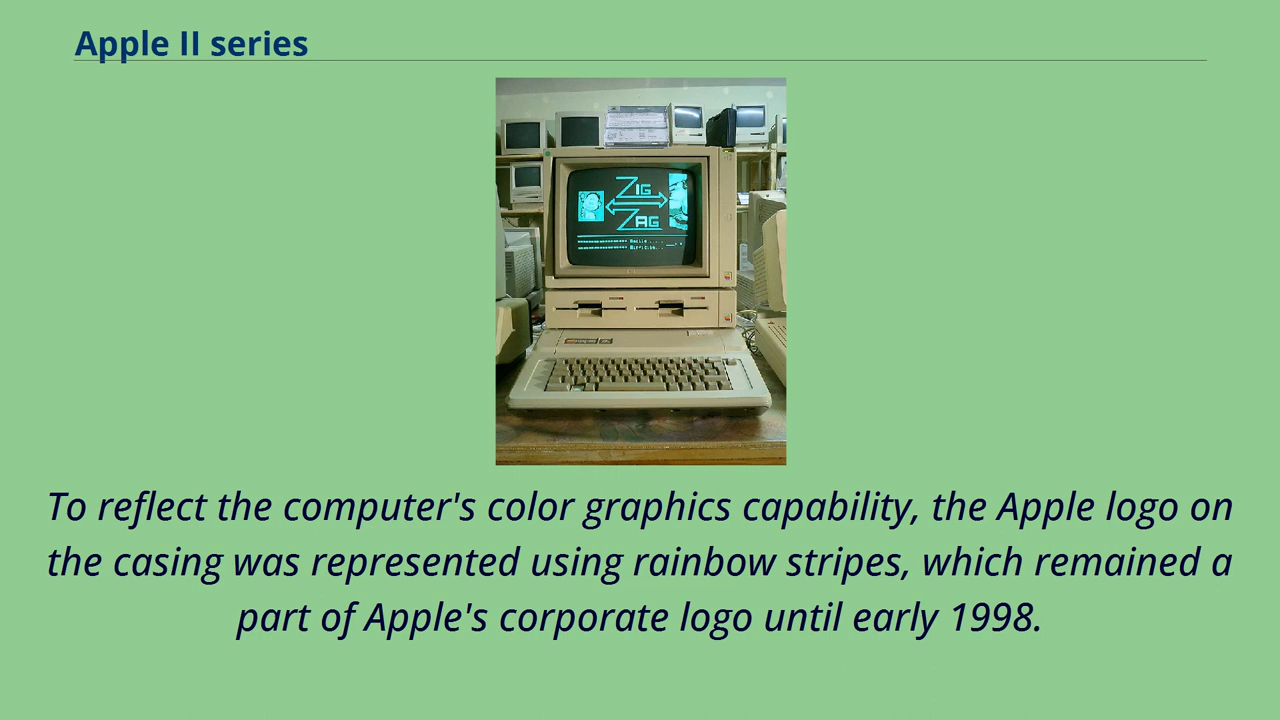 Apple II series
ZIG
ZAG
To reflect the computer's color graphics capability, the Apple logo on
the casing was represented using rainbow stripes, which remained a
part of Apple's corporate logo until early 1998.